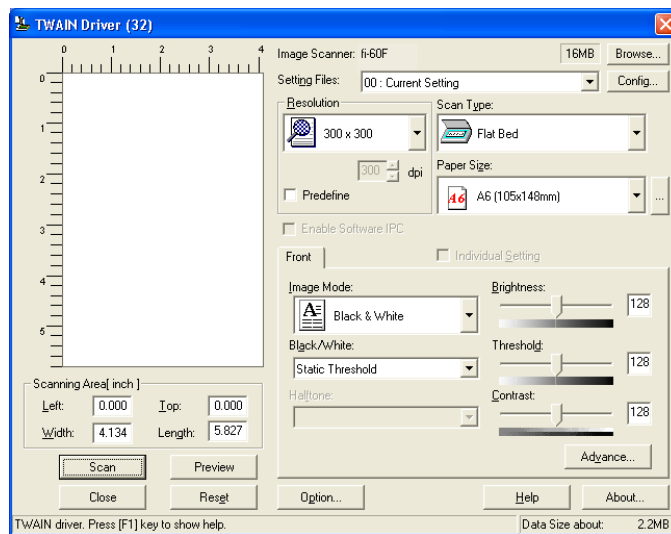 TWAIN Driver (32)
0 1 2 3 4
0
1
2
3
4
5
Image Scanner: fi-60F 16MB Browse...
Setting Files: 00 : Current Setting Config...
Resolution
300 x 300
300 dpi
Predefine
Scan Type:
Flat Bed
Paper Size:
A6 A6 (105x148mm) ...
Enable Software IPC
Front
Individual Setting
Image Mode:
A Black & White
Black/White:
Static Threshold
Halftone:
Brightness:
128
Threshold:
128
Contrast:
128
Advance...
Scanning Area[ inch ]
Left: 0.000 Top: 0.000
Width: 4.134 Length: 5.827
Scan Preview
Close Reset Option... Help About...
TWAIN driver. Press [F1] key to show help. Data Size about: 2.2MB